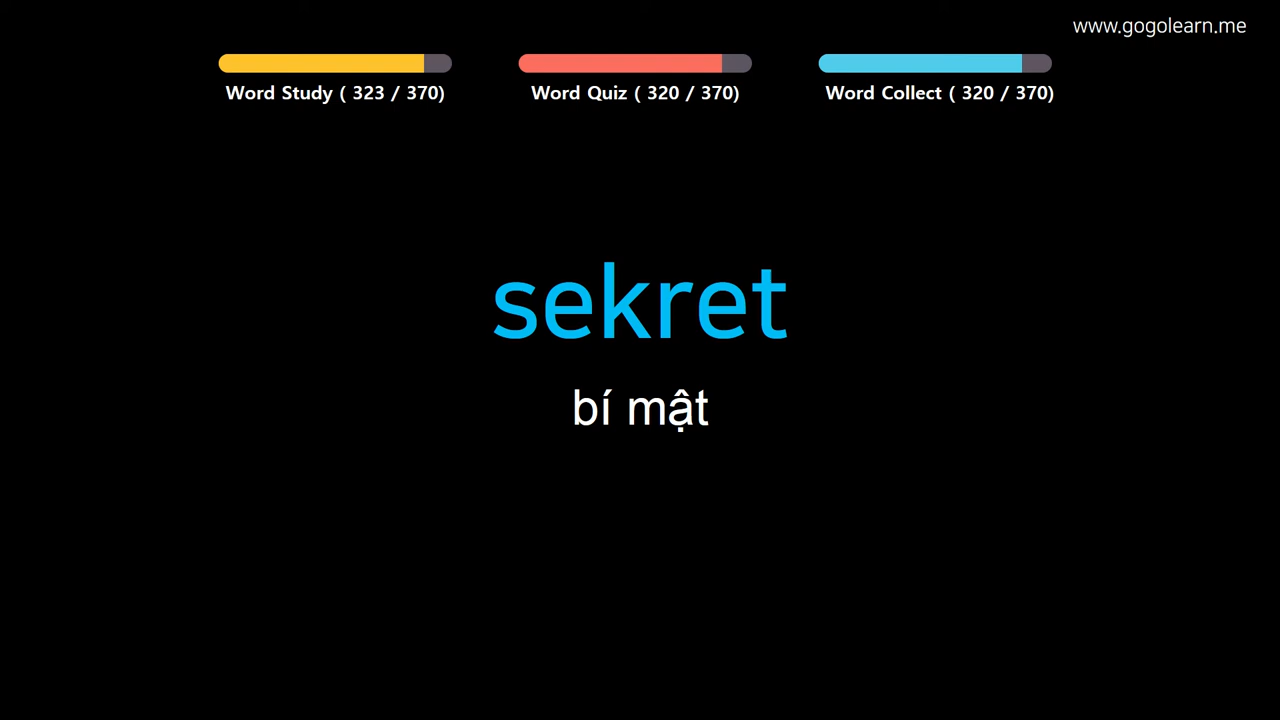 www.gogolearn.me
Word Study ( 323 / 370)
Word Quiz ( 320 / 370)
Word Collect ( 320 / 370)
sekret
bí mật